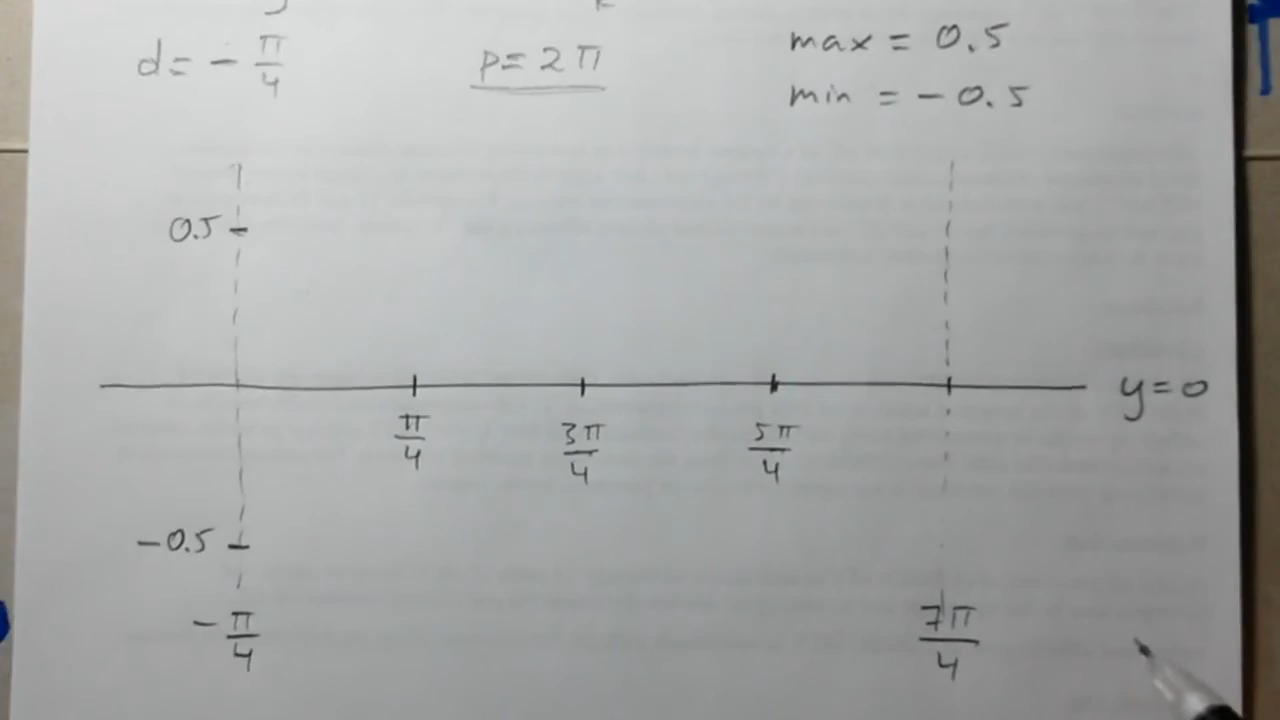 d = - π/4
p = 2π
max = 0.5
min = - 0.5
0.5
y = 0
π/4
3π/4
5π/4
-0.5
- π/4
7π/4